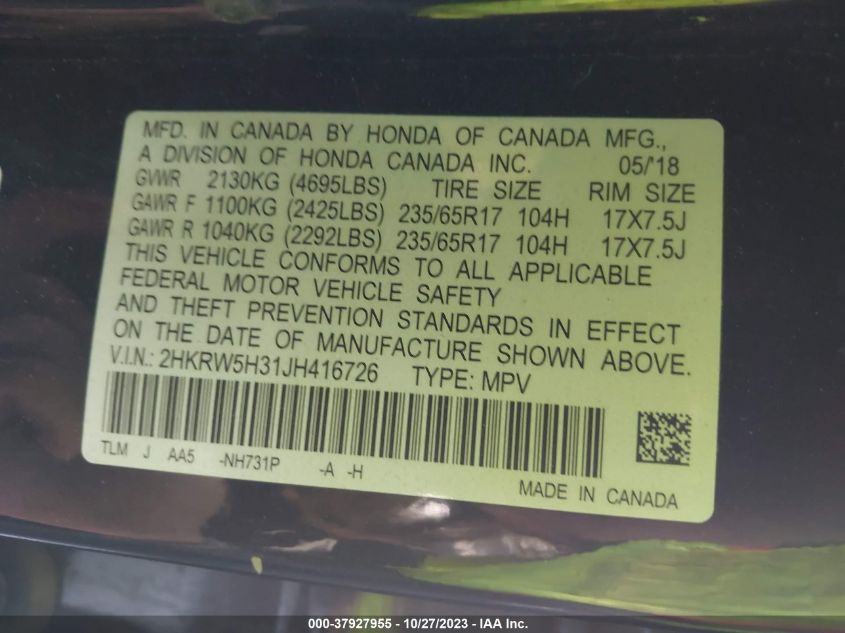 MFD. IN CANADA BY HONDA OF CANADA MFG.,
A DIVISION OF HONDA CANADA INC. 05/'18
GVWR 2130KG (4695LBS) TIRE SIZE RIM SIZE
GAWR F 1100KG (2425LBS) 235/65R17 104H 17X7.5J
GAWR R 1040KG (2292LBS) 235/65R17 104H 17X7.5J
THIS VEHICLE CONFORMS TO ALL APPLICABLE
FEDERAL MOTOR VEHICLE SAFETY
AND THEFT PREVENTION STANDARDS IN EFFECT
ON THE DATE OF MANUFACTURE SHOWN ABOVE.
V.I.N.: 2HKRW5H31JH416726 TYPE: MPV
TLM J AA5 -NH731P -A -H
MADE IN CANADA
000-37927955 - 10/27/2023 - IAA Inc.